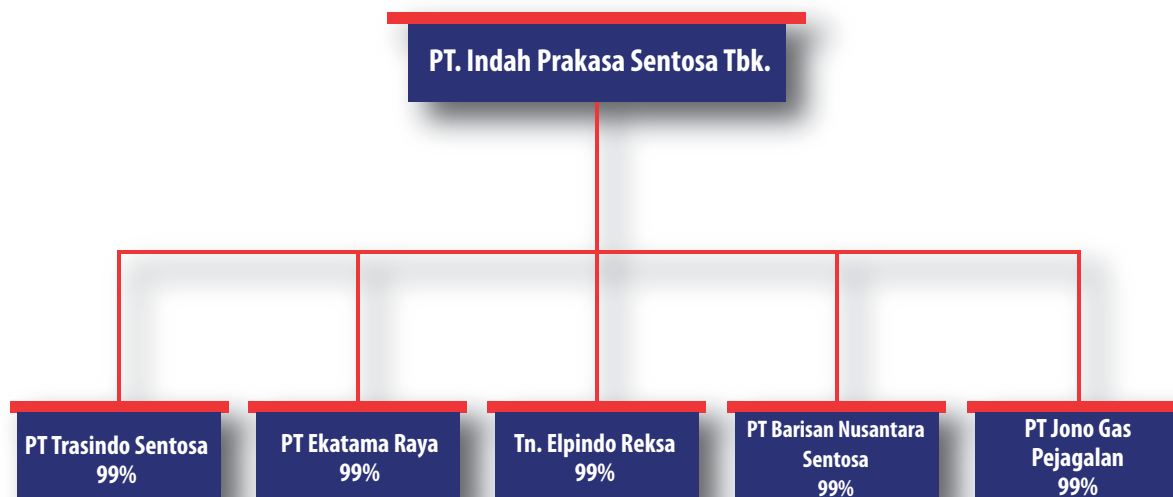 PT. Indah Prakasa Sentosa Tbk.
PT Trasindo Sentosa
99%
PT Ekatama Raya
99%
Tn. Elpindo Reksa
99%
PT Barisan Nusantara
Sentosa
99%
PT Jono Gas
Pejagalan
99%